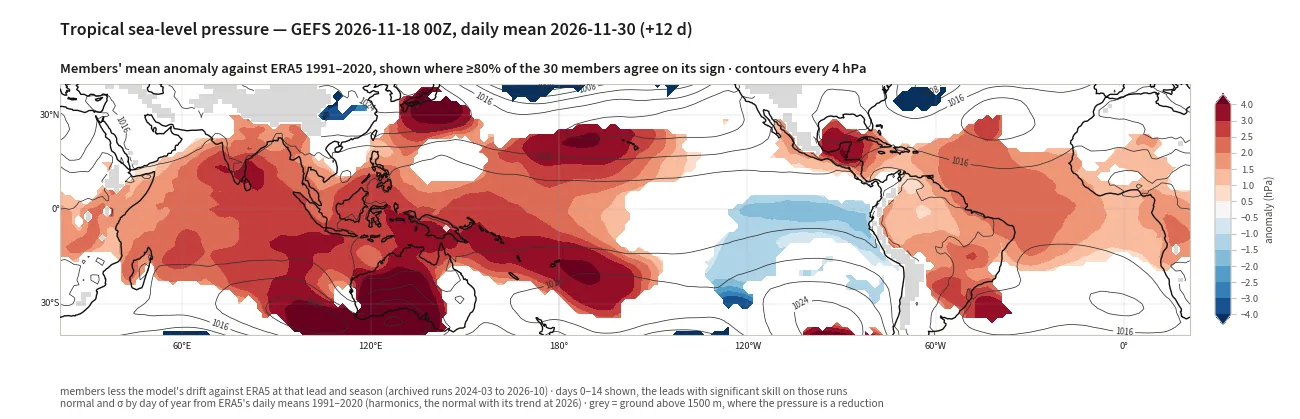 Tropical sea-level pressure — GEFS 2026-11-18 00Z, daily mean 2026-11-30 (+12 d)
Members' mean anomaly against ERA5 1991–2020, shown where ≥80% of the 30 members agree on its sign · contours every 4 hPa
30°N
0°
30°S
60°E
120°E
180°
120°W
60°W
0°
1016
1016
1016
1008
1016
1016
1024
1016
4.0
3.0
2.5
2.0
1.5
1.0
0.5
−0.5
−1.0
−1.5
−2.0
−2.5
−3.0
−4.0
anomaly (hPa)
members less the model's drift against ERA5 at that lead and season (archived runs 2024-03 to 2026-10) · days 0–14 shown, the leads with significant skill on those runs
normal and σ by day of year from ERA5's daily means 1991–2020 (harmonics, the normal with its trend at 2026) · grey = ground above 1500 m, where the pressure is a reduction